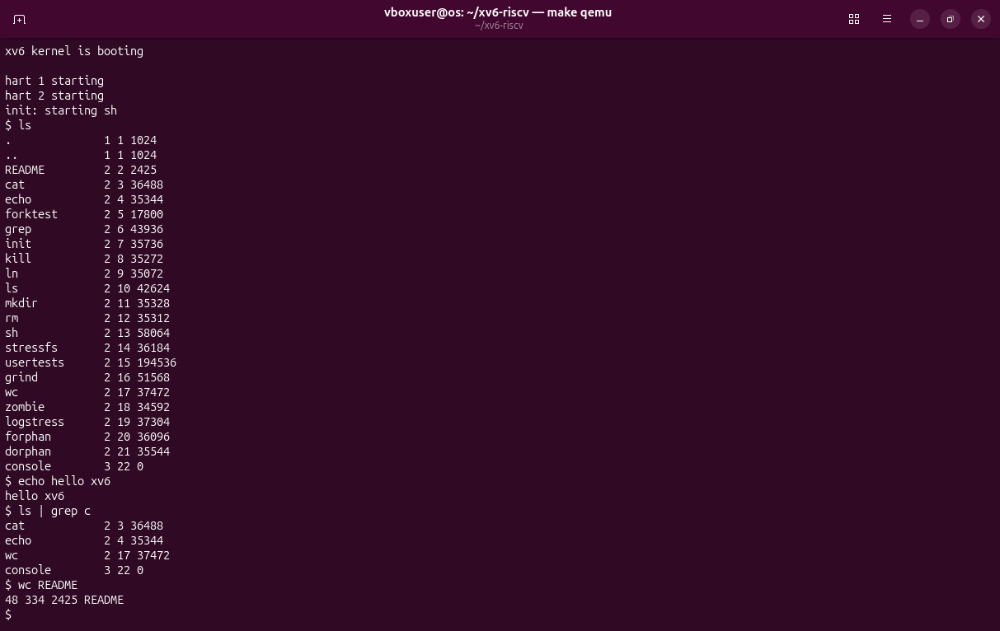 vboxuser@os: ~/xv6-riscv — make qemu
~/xv6-riscv
xv6 kernel is booting
hart 1 starting
hart 2 starting
init: starting sh
$ ls
.              1 1 1024
..             1 1 1024
README         2 2 2425
cat            2 3 36488
echo           2 4 35344
forktest       2 5 17800
grep           2 6 43936
init           2 7 35736
kill           2 8 35272
ln             2 9 35072
ls             2 10 42624
mkdir          2 11 35328
rm             2 12 35312
sh             2 13 58064
stressfs       2 14 36184
usertests      2 15 194536
grind          2 16 51568
wc             2 17 37472
zombie         2 18 34592
logstress      2 19 37304
forphan        2 20 36096
dorphan        2 21 35544
console        3 22 0
$ echo hello xv6
hello xv6
$ ls | grep c
cat            2 3 36488
echo           2 4 35344
wc             2 17 37472
console        3 22 0
$ wc README
48 334 2425 README
$